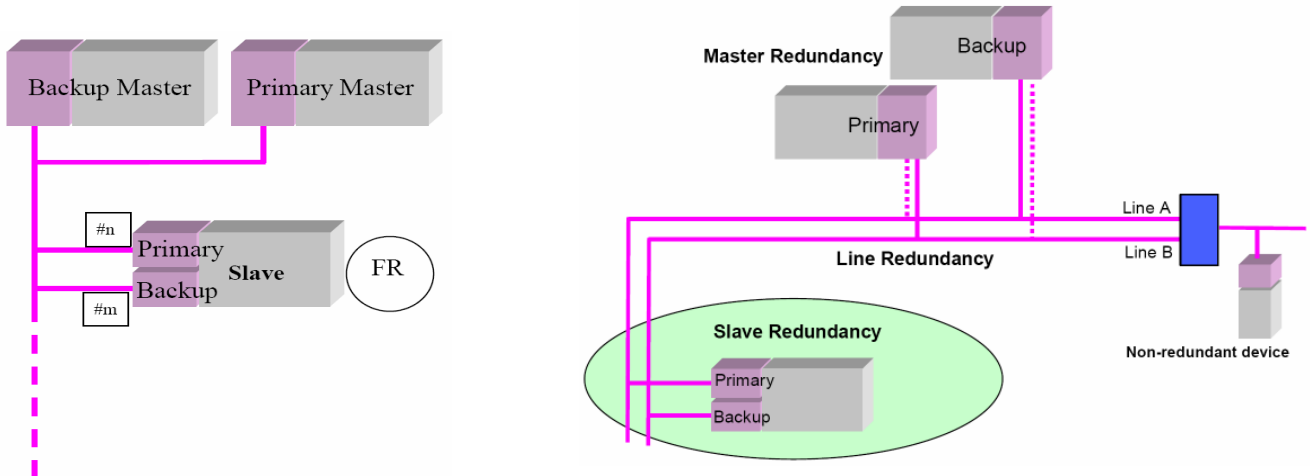 Backup Master
Primary Master
#n
Primary
Slave
Backup
#m
FR
Master Redundancy
Backup
Primary
Line A
Line B
Line Redundancy
Non-redundant device
Slave Redundancy
Primary
Backup